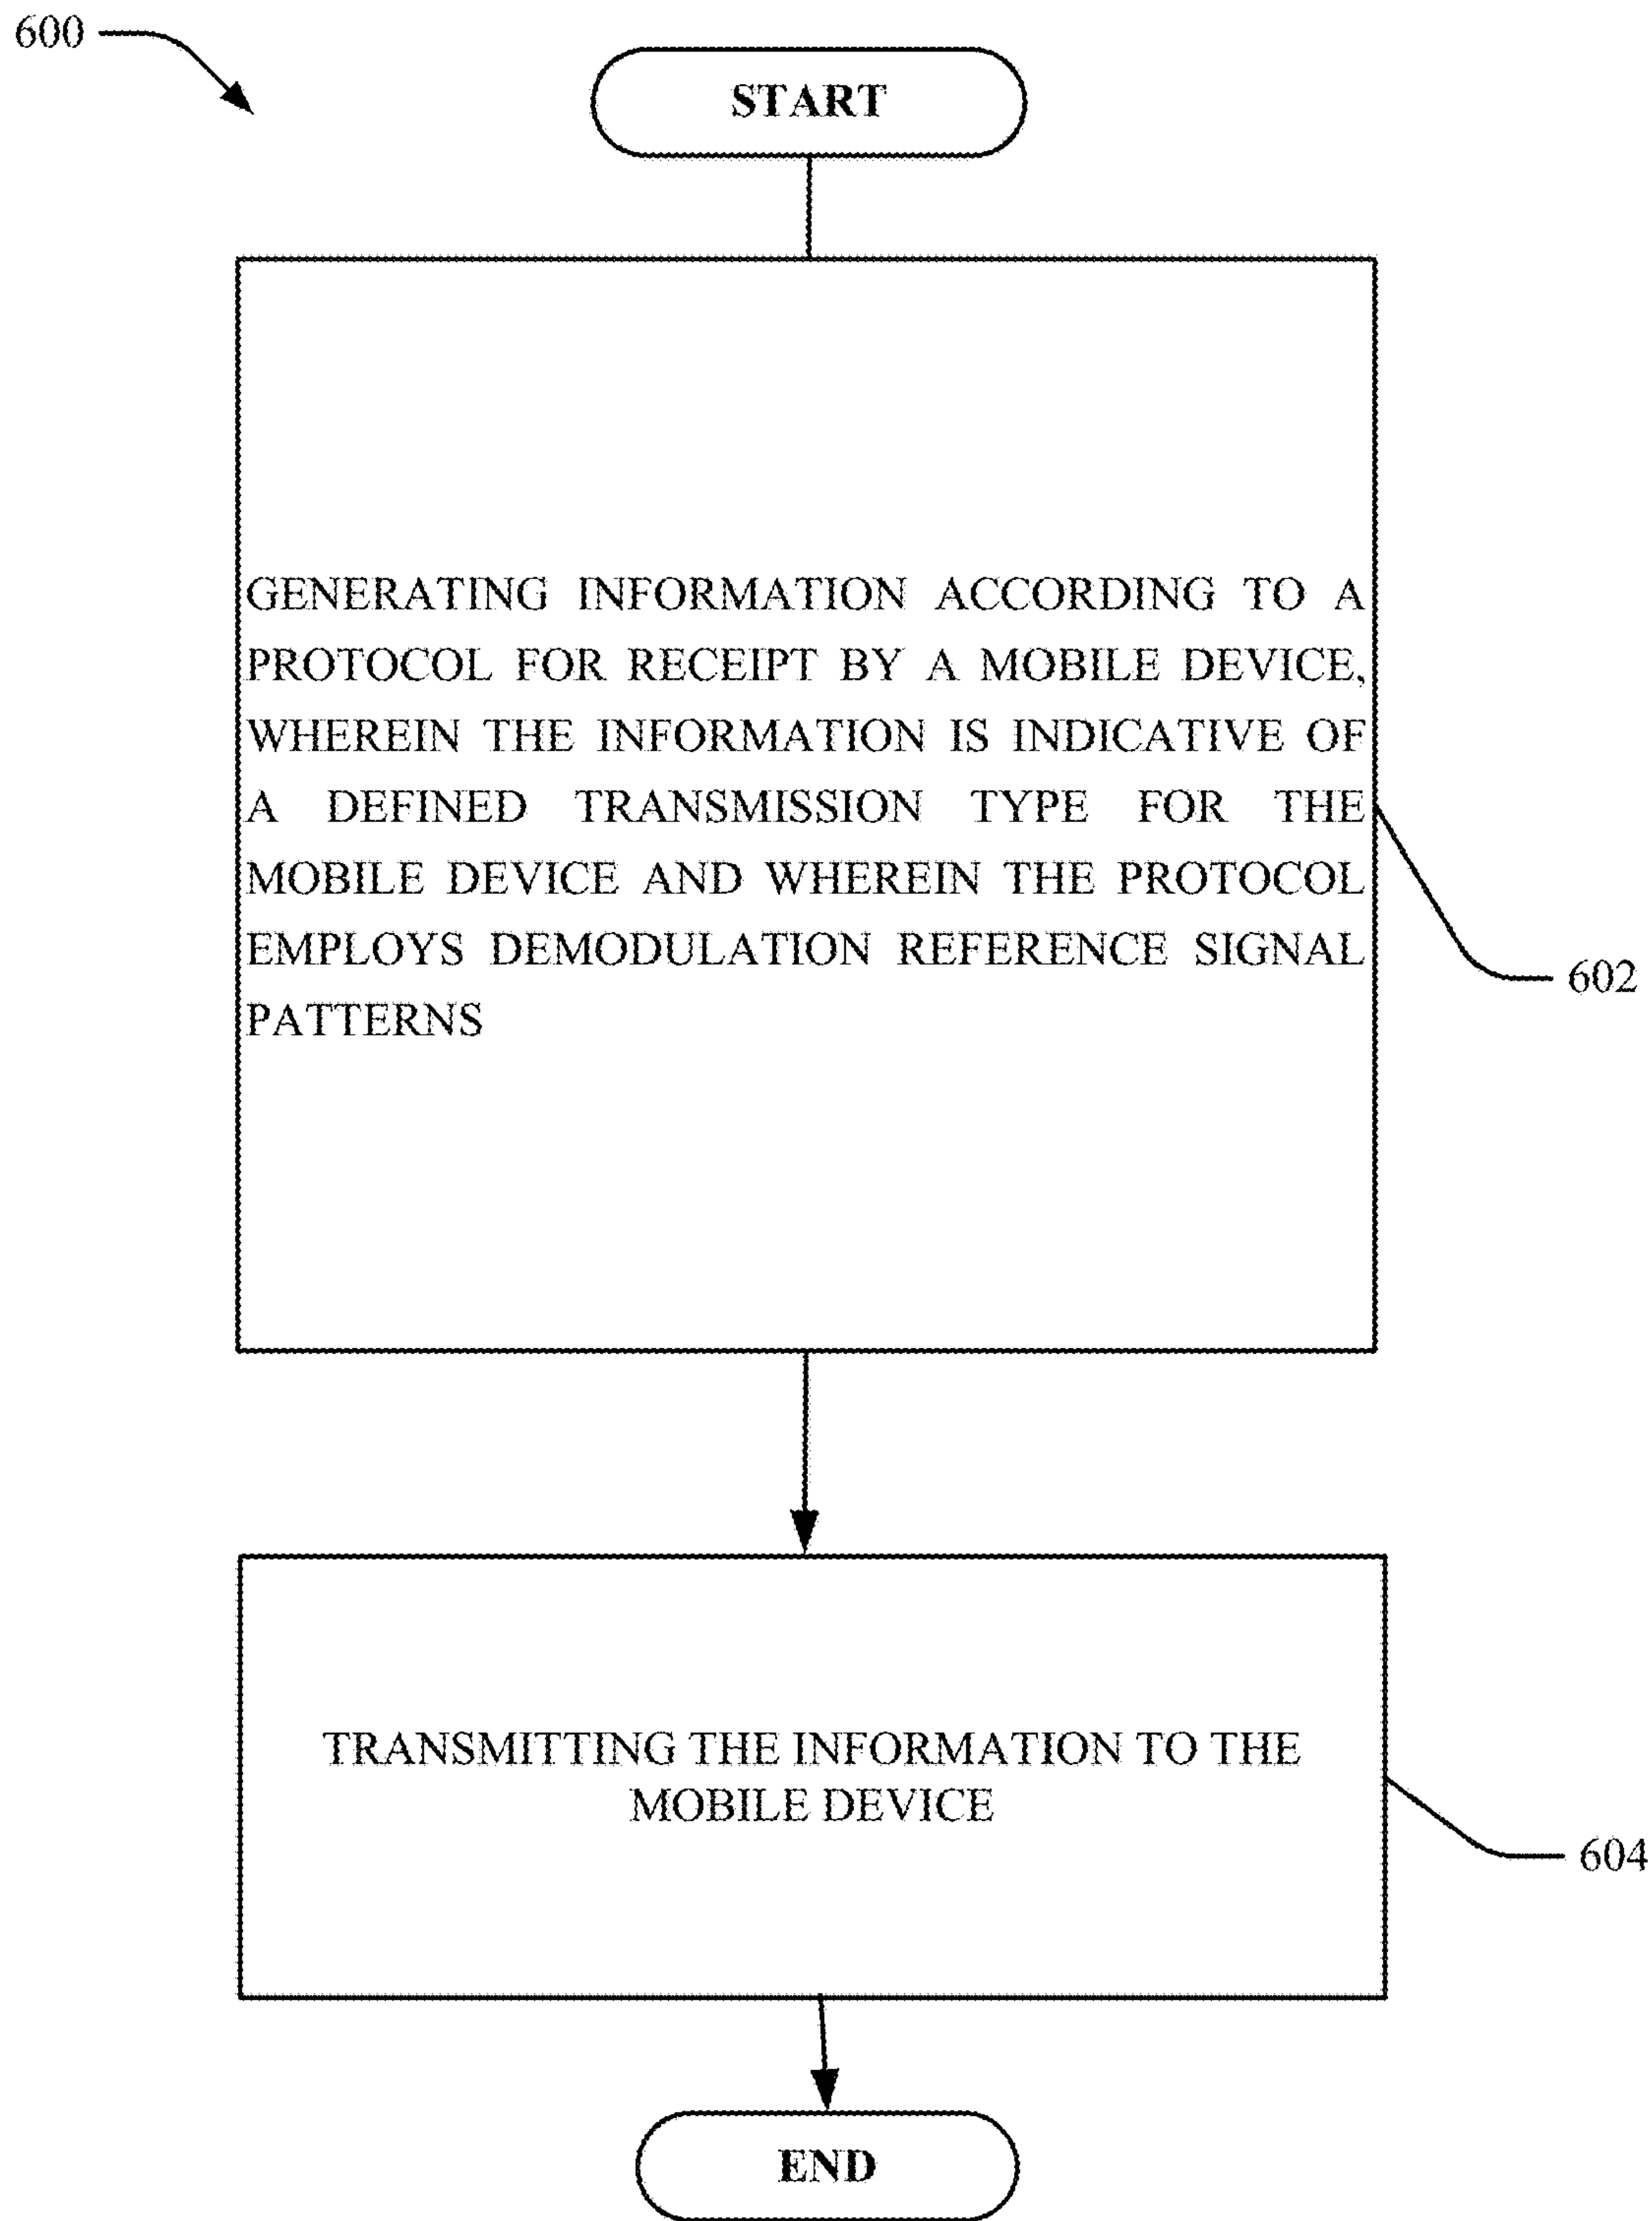 600
START
GENERATING INFORMATION ACCORDING TO A
PROTOCOL FOR RECEIPT BY A MOBILE DEVICE,
WHEREIN THE INFORMATION IS INDICATIVE OF
A DEFINED TRANSMISSION TYPE FOR THE
MOBILE DEVICE AND WHEREIN THE PROTOCOL
EMPLOYS DEMODULATION REFERENCE SIGNAL
PATTERNS
602
TRANSMITTING THE INFORMATION TO THE
MOBILE DEVICE
604
END